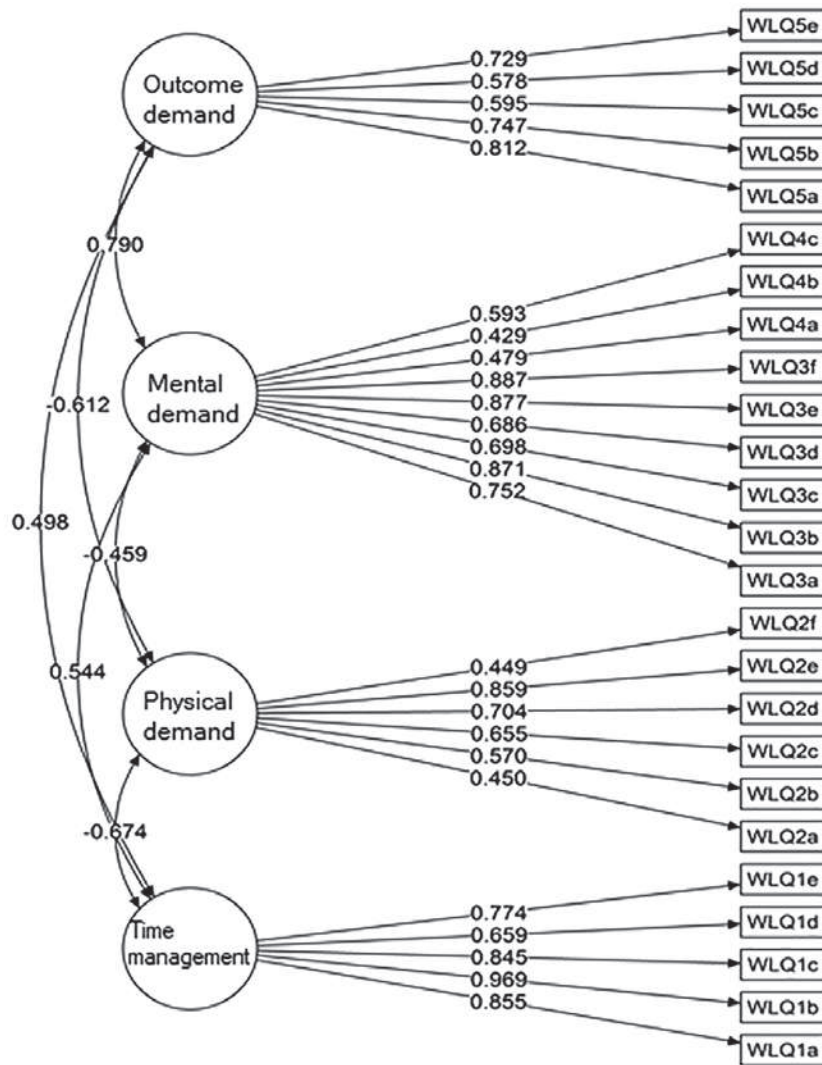 WLQ5e
0.729
Outcome
demand
0.578
WLQ5d
0.595
WLQ5c
0.747
WLQ5b
0.812
WLQ5a
0.790
WLQ4c
0.593
WLQ4b
0.429
WLQ4a
0.479
Mental
demand
0.887
WLQ3f
0.877
WLQ3e
-0.612
0.686
WLQ3d
0.698
WLQ3c
0.871
WLQ3b
0.752
WLQ3a
0.498
-0.459
WLQ2f
0.449
WLQ2e
0.544
0.859
Physical
demand
0.704
WLQ2d
0.655
WLQ2c
0.570
WLQ2b
0.450
WLQ2a
-0.674
WLQ1e
0.774
Time
management
0.659
WLQ1d
0.845
WLQ1c
0.969
WLQ1b
0.855
WLQ1a